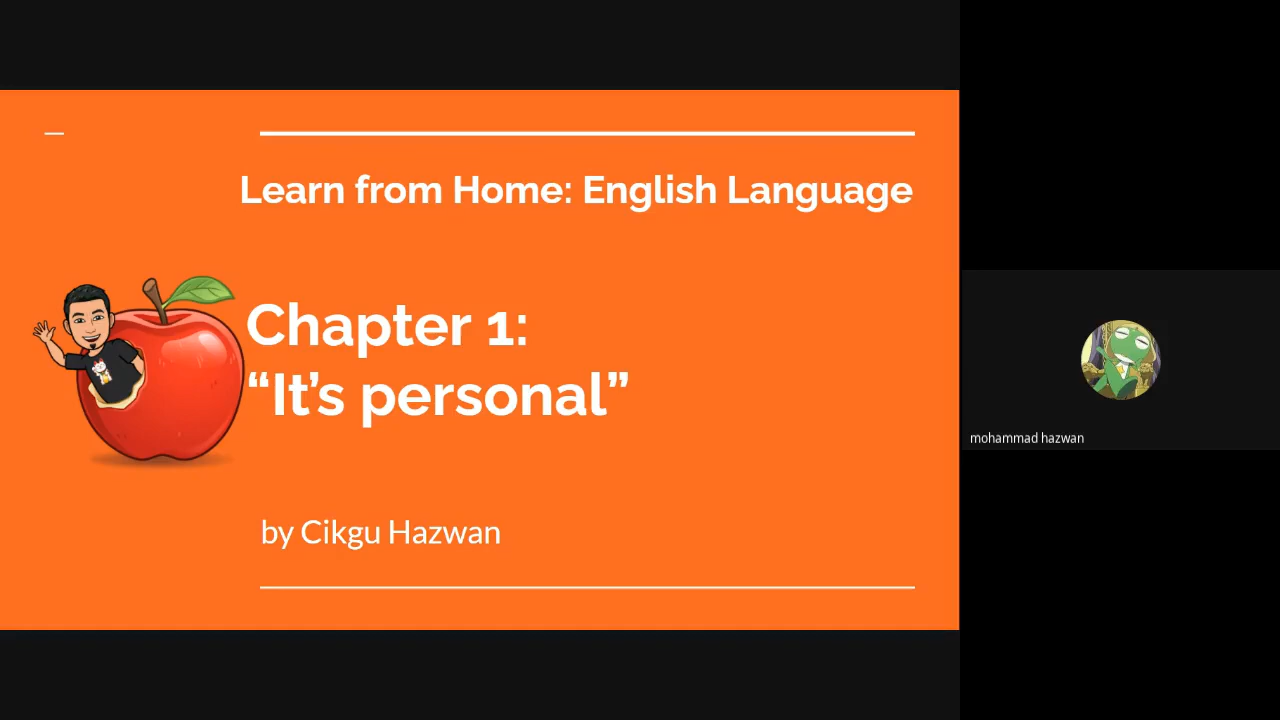 Learn from Home: English Language
Chapter 1:
“It’s personal”
by Cikgu Hazwan
mohammad hazwan